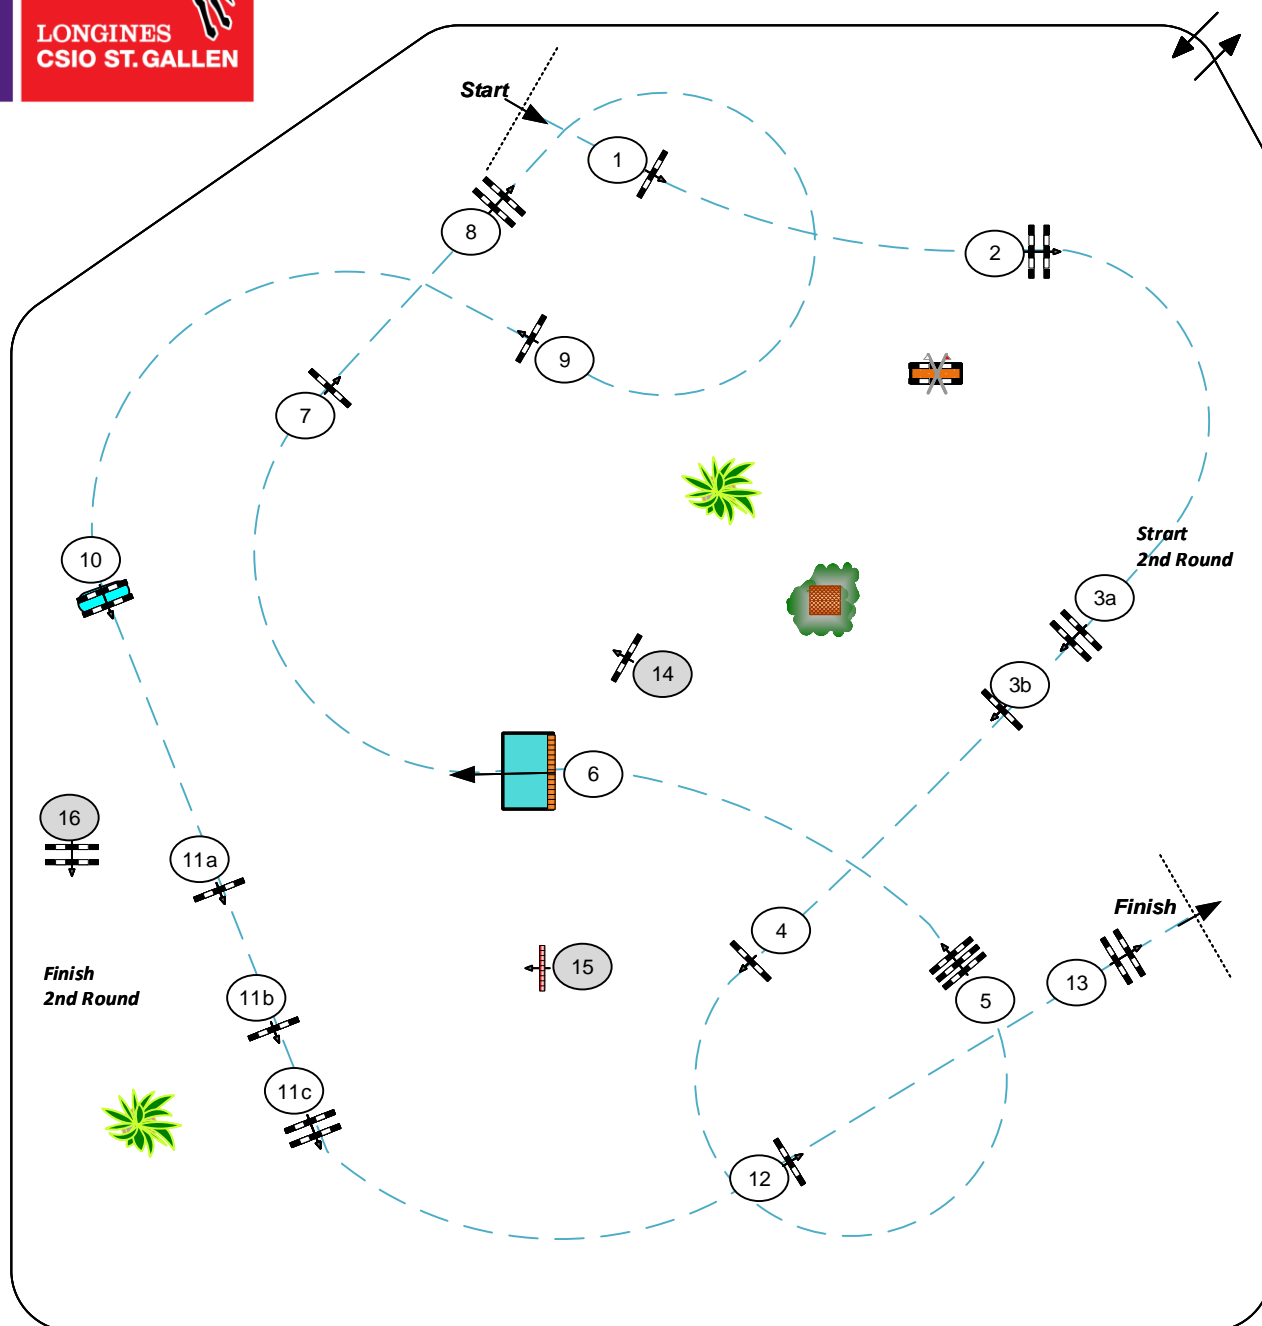 LONGINES
CSIO ST. GALLEN
Start
1
8
2
9
7
10
Strart
2nd Round
3a
3b
14
6
16
11a
Finish
4
15
Finish
2nd Round
13
11b
5
11c
12